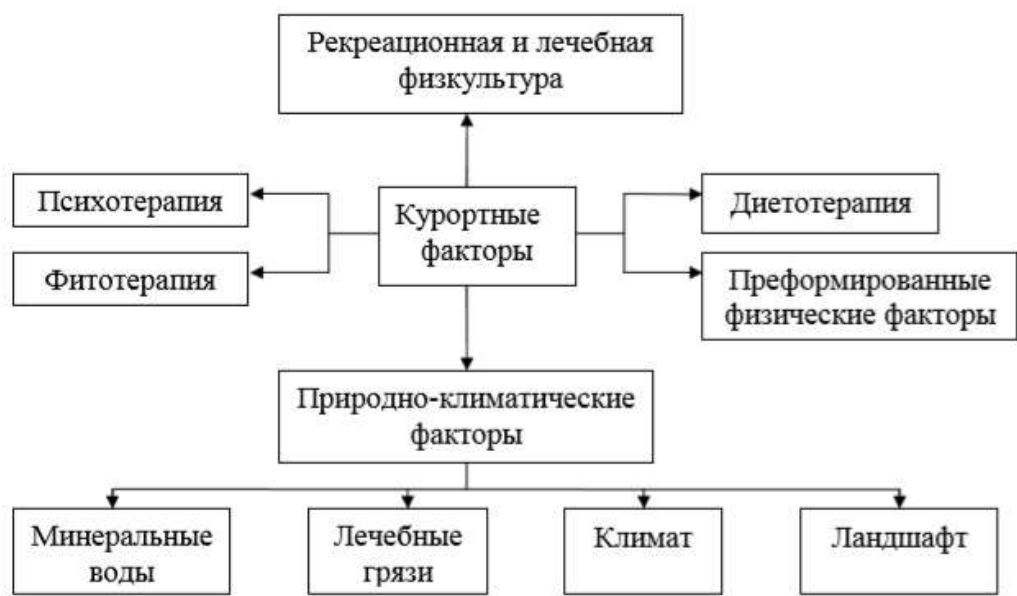 Рекреационная и лечебная
физкультура
Психотерапия
Фитотерапия
Курортные
факторы
Диетотерапия
Преформированные
физические факторы
Природно-климатические
факторы
Минеральные
воды
Лечебные
грязи
Климат
Ландшафт